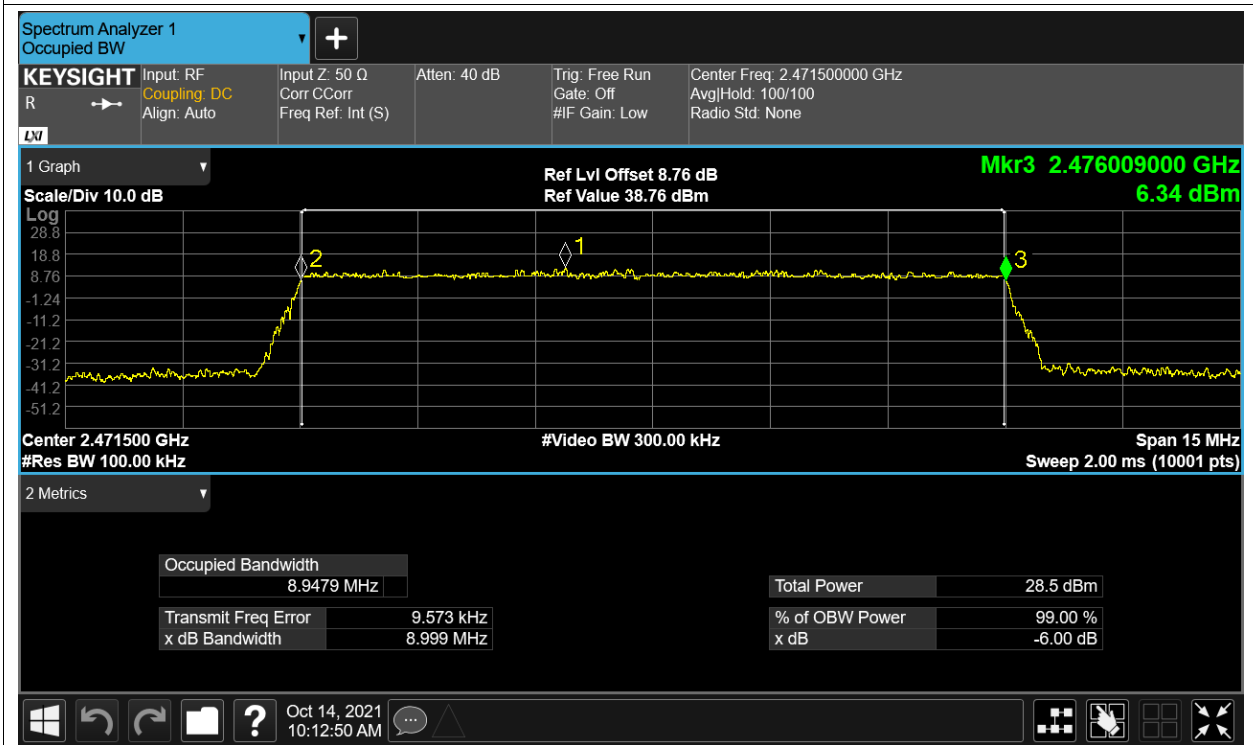 Spectrum Analyzer 1
Occupied BW
KEYSIGHT
R
LXI
Input: RF
Coupling: DC
Align: Auto
Input Z: 50 Ω
Corr CCorr
Freq Ref: Int (S)
Atten: 40 dB
Trig: Free Run
Gate: Off
#IF Gain: Low
Center Freq: 2.471500000 GHz
Avg|Hold: 100/100
Radio Std: None
1 Graph
Scale/Div 10.0 dB
Ref Lvl Offset 8.76 dB
Ref Value 38.76 dBm
Mkr3 2.476009000 GHz
6.34 dBm
Log
28.8
18.8
8.76
-1.24
-11.2
-21.2
-31.2
-41.2
-51.2
2
1
3
Center 2.471500 GHz
#Video BW 300.00 kHz
Span 15 MHz
#Res BW 100.00 kHz
Sweep 2.00 ms (10001 pts)
2 Metrics
Occupied Bandwidth
8.9479 MHz
Total Power 28.5 dBm
Transmit Freq Error 9.573 kHz
% of OBW Power 99.00 %
x dB Bandwidth 8.999 MHz
x dB -6.00 dB
?
Oct 14, 2021
10:12:50 AM